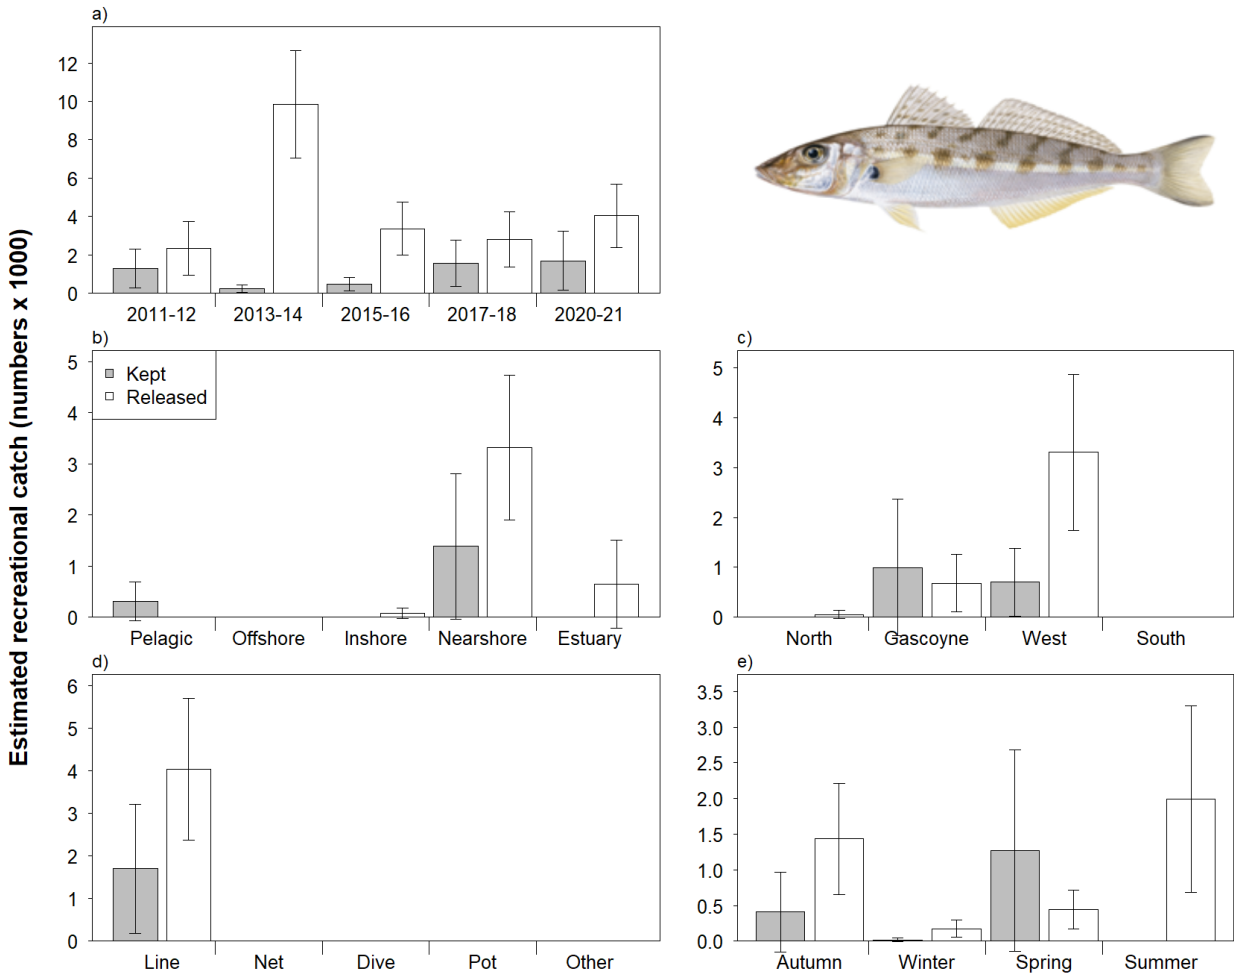 Estimated recreational catch (numbers x 1000)
a)
12
10
8
6
4
2
0
2011-12 2013-14 2015-16 2017-18 2020-21
b)
Kept
Released
5
4
3
2
1
0
Pelagic Offshore Inshore Nearshore Estuary
c)
5
4
3
2
1
0
North Gascoyne West South
d)
6
5
4
3
2
1
0
Line Net Dive Pot Other
e)
3.5
3.0
2.5
2.0
1.5
1.0
0.5
0.0
Autumn Winter Spring Summer